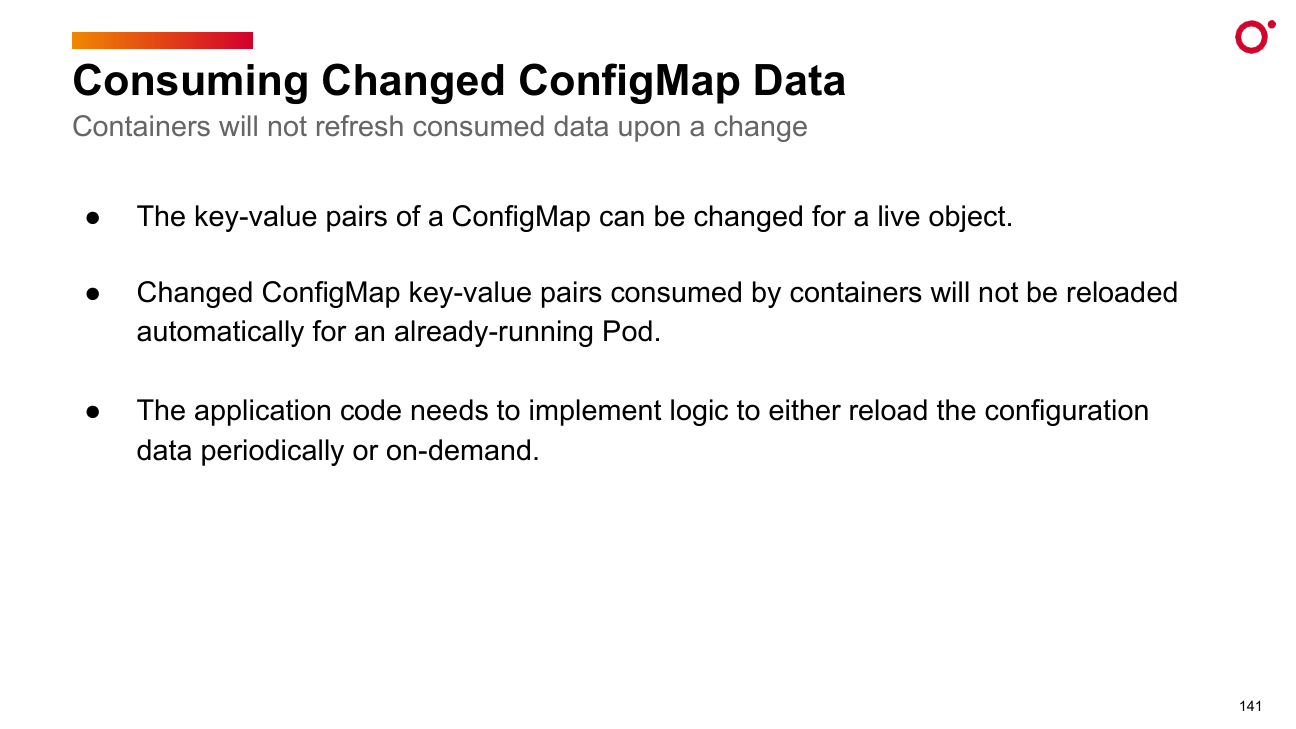 Consuming Changed ConfigMap Data
Containers will not refresh consumed data upon a change
● The key-value pairs of a ConfigMap can be changed for a live object.
● Changed ConfigMap key-value pairs consumed by containers will not be reloaded
automatically for an already-running Pod.
● The application code needs to implement logic to either reload the configuration
data periodically or on-demand.
141